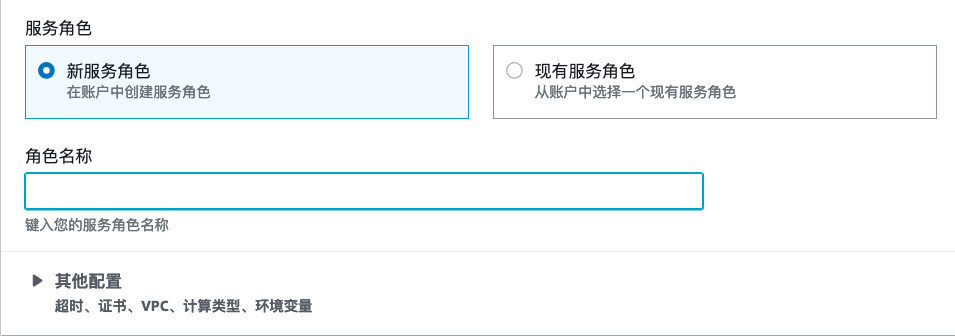 服务角色
新服务角色
在账户中创建服务角色
现有服务角色
从账户中选择一个现有服务角色
角色名称
键入您的服务角色名称
其他配置
超时、证书、VPC、计算类型、环境变量